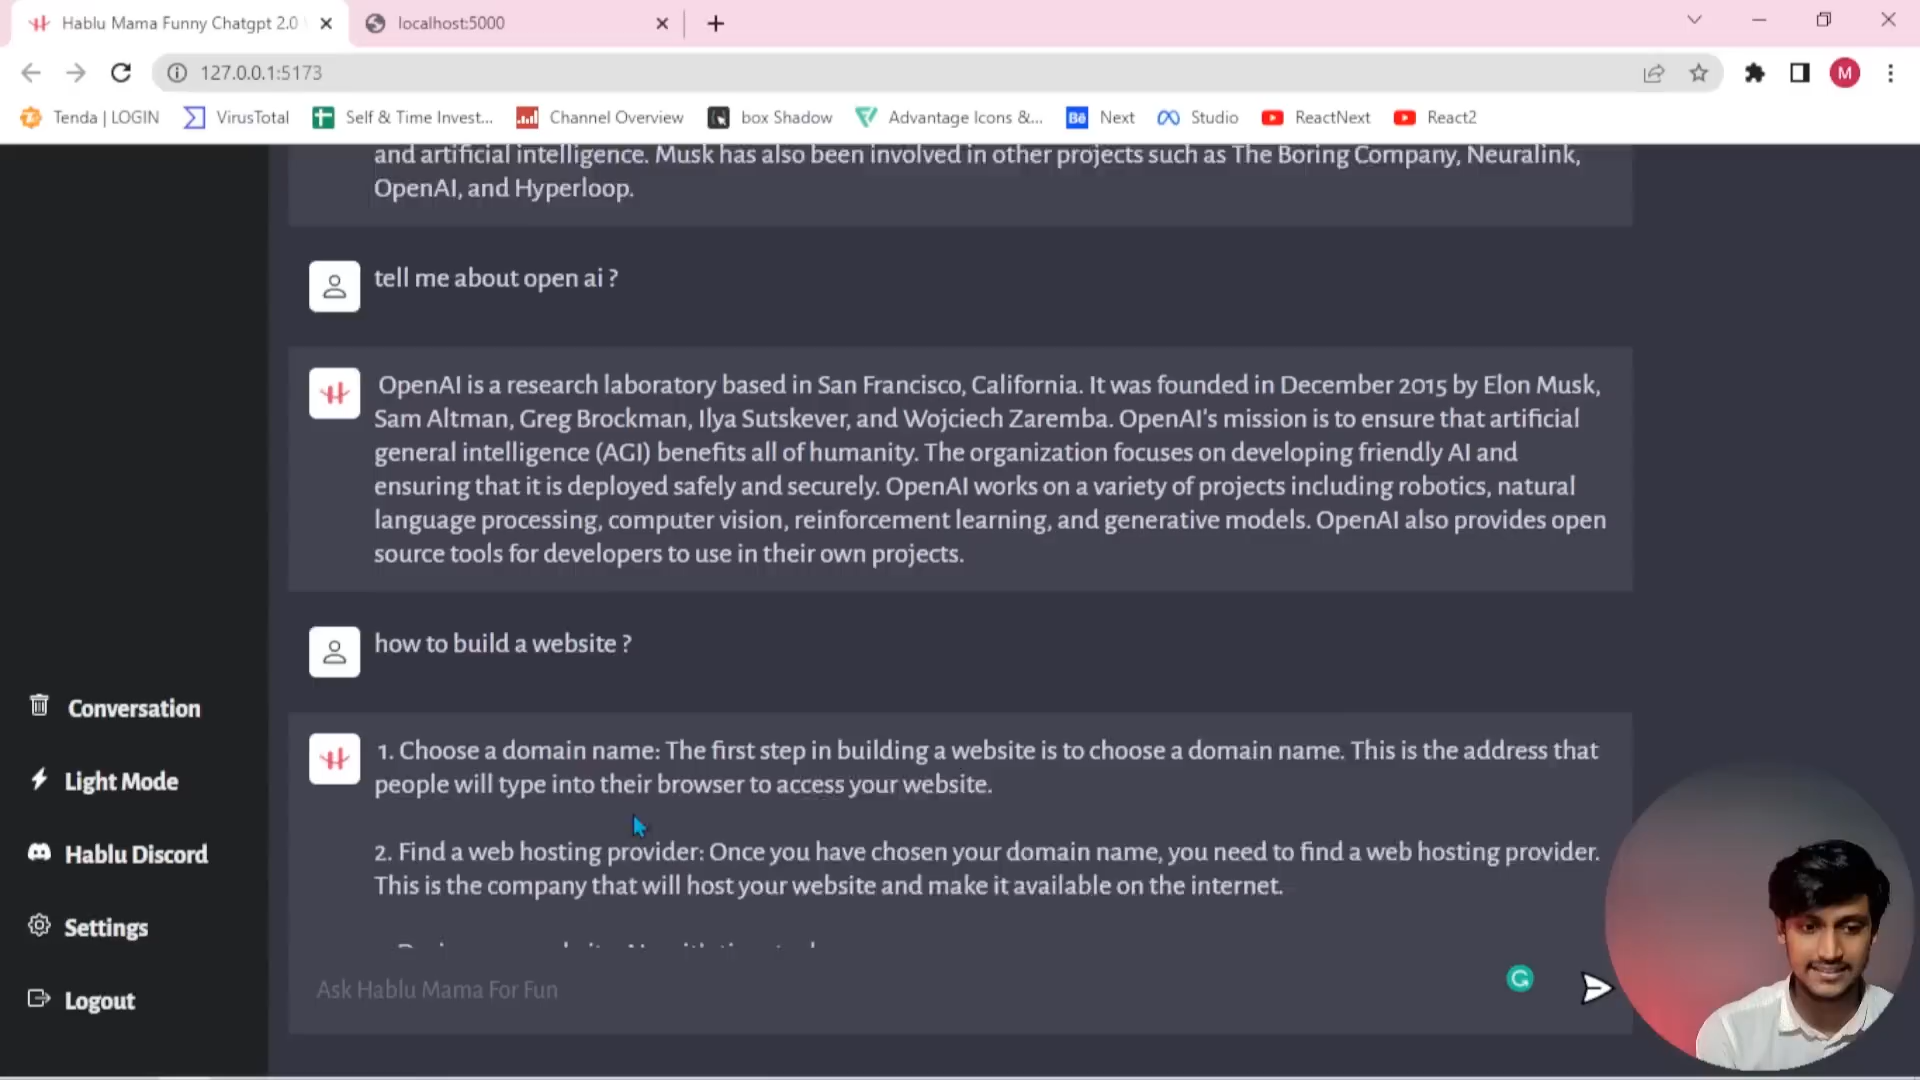 Hablu Mama Funny Chatgpt 2.0
localhost:5000
127.0.0.1:5173
M
Tenda | LOGIN
VirusTotal
Self & Time Invest...
Channel Overview
box Shadow
Advantage Icons &...
Bē
Next
Studio
ReactNext
React2
and artificial intelligence. Musk has also been involved in other projects such as The Boring Company, Neuralink,
OpenAI, and Hyperloop.
tell me about open ai ?
OpenAI is a research laboratory based in San Francisco, California. It was founded in December 2015 by Elon Musk,
Sam Altman, Greg Brockman, Ilya Sutskever, and Wojciech Zaremba. OpenAI's mission is to ensure that artificial
general intelligence (AGI) benefits all of humanity. The organization focuses on developing friendly AI and
ensuring that it is deployed safely and securely. OpenAI works on a variety of projects including robotics, natural
language processing, computer vision, reinforcement learning, and generative models. OpenAI also provides open
source tools for developers to use in their own projects.
how to build a website ?
1. Choose a domain name: The first step in building a website is to choose a domain name. This is the address that
people will type into their browser to access your website.
2. Find a web hosting provider: Once you have chosen your domain name, you need to find a web hosting provider.
This is the company that will host your website and make it available on the internet.
Ask Hablu Mama For Fun
Conversation
Light Mode
Hablu Discord
Settings
Logout